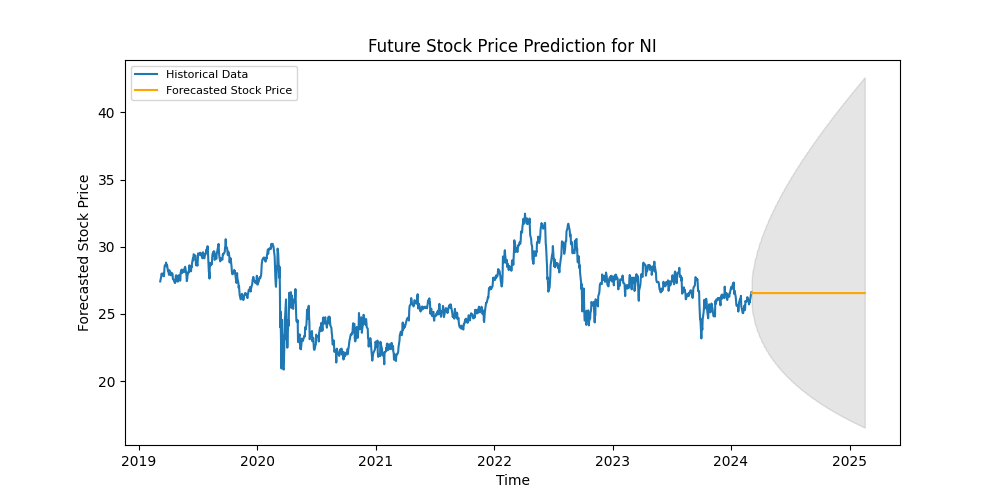 Future Stock Price Prediction for NI
Historical Data
Forecasted Stock Price
Forecasted Stock Price
40
35
30
25
20
2019 2020 2021 2022 2023 2024 2025
Time